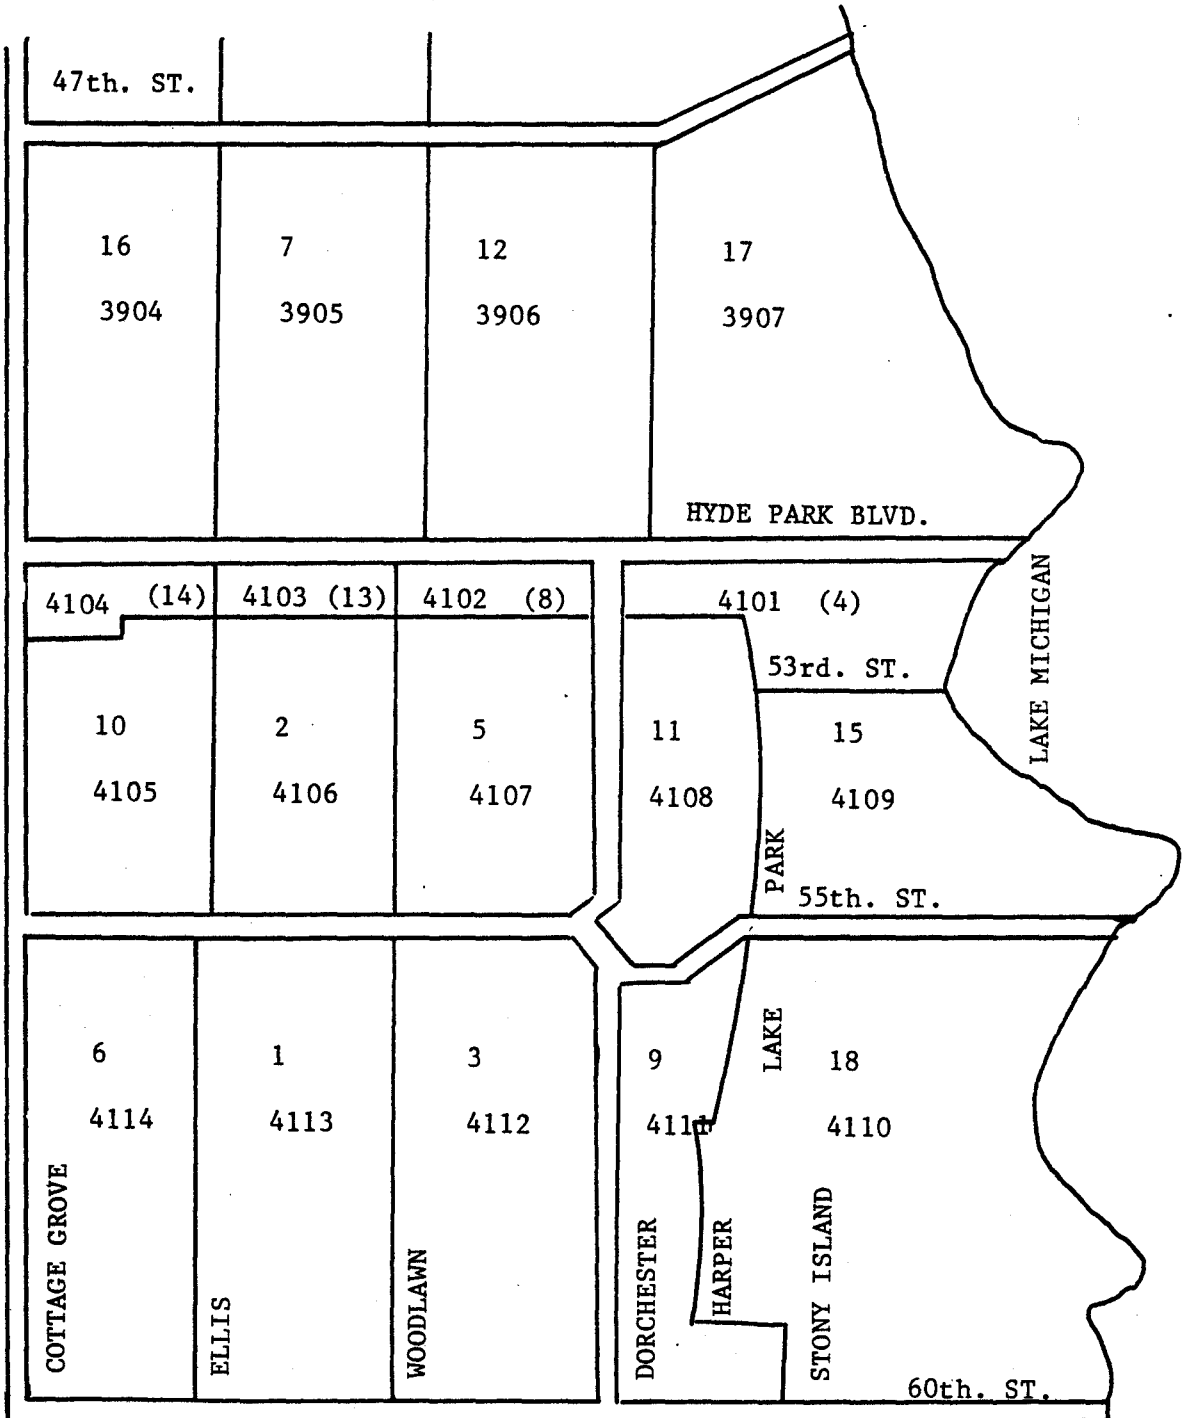 47th. ST.
16
7
12
17
3904
3905
3906
3907
HYDE PARK BLVD.
4104 (14)
4103 (13)
4102 (8)
4101 (4)
LAKE MICHIGAN
53rd. ST.
10
2
5
11
15
4105
4106
4107
4108
4109
PARK
55th. ST.
6
1
3
9
LAKE
18
4114
4113
4112
4111
4110
COTTAGE GROVE
ELLIS
WOODLAWN
DORCHESTER
HARPER
STONY ISLAND
60th. ST.